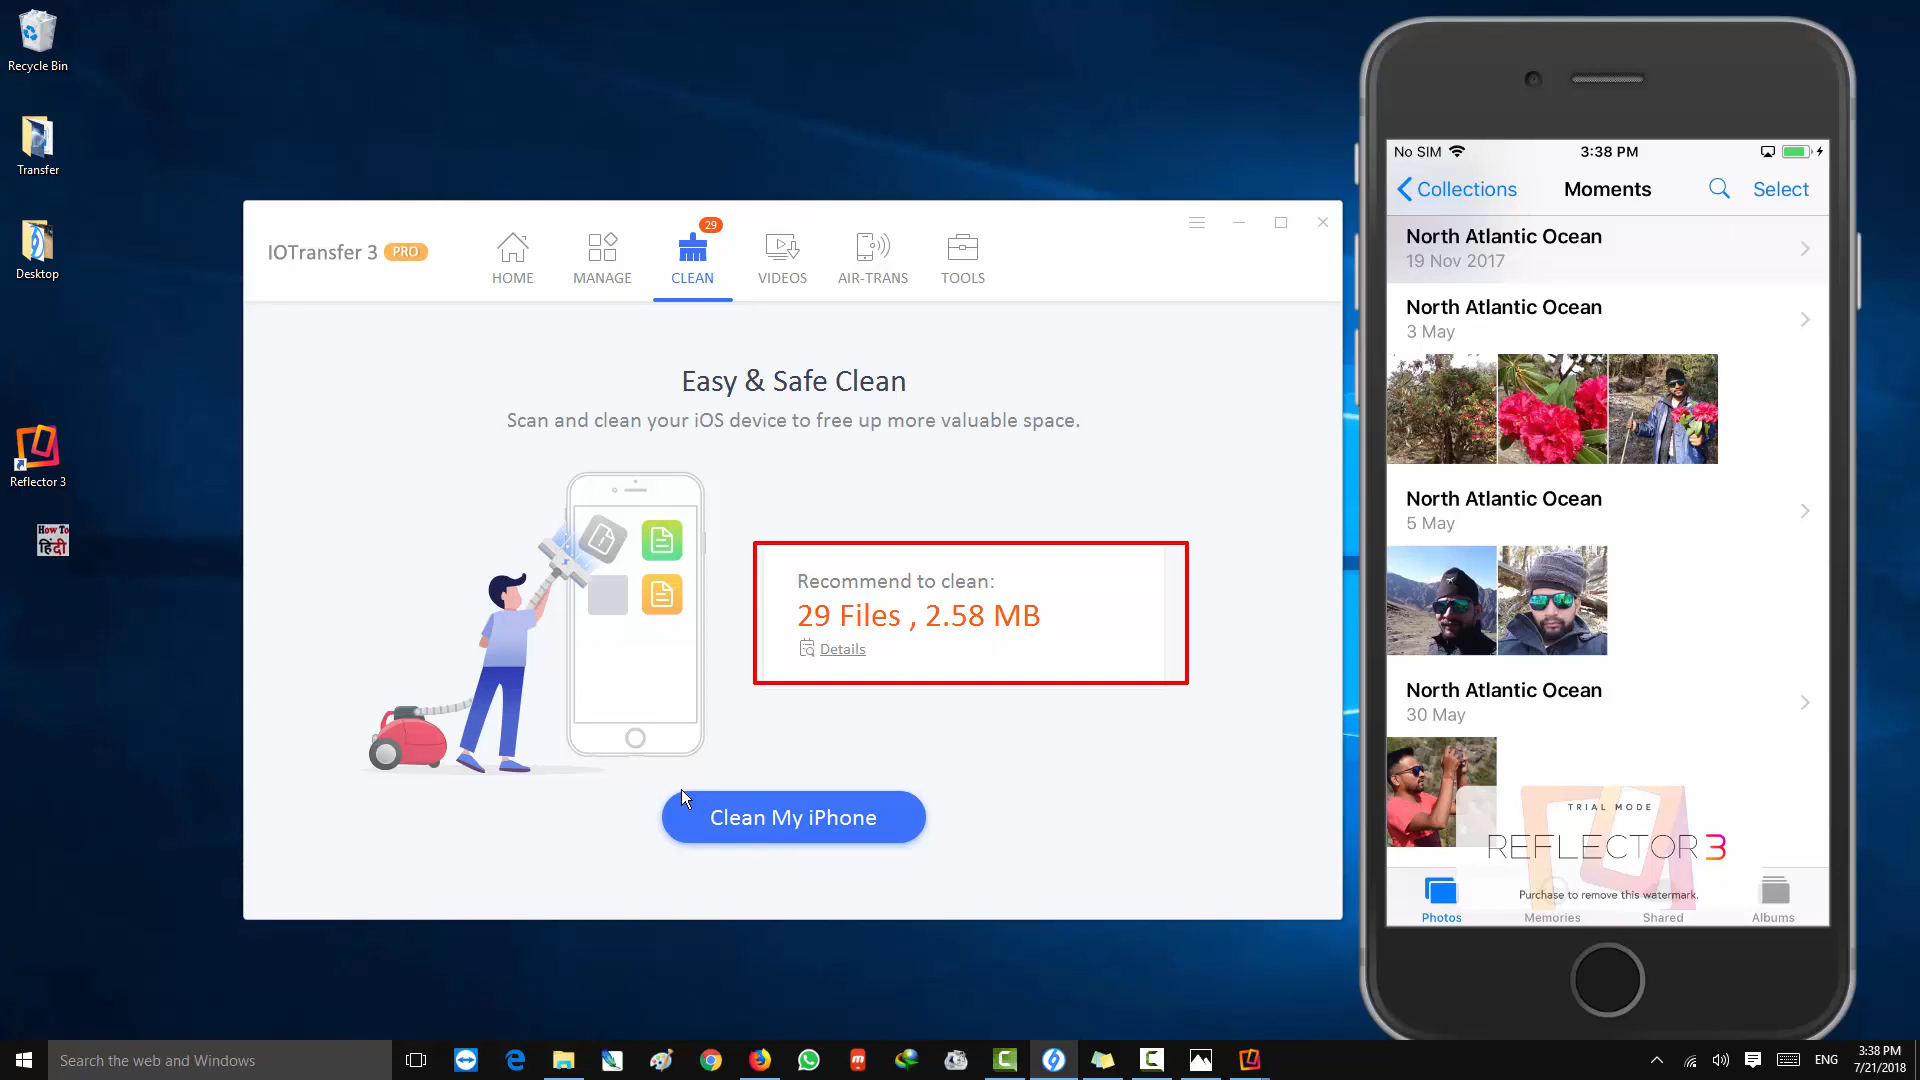 Recycle Bin
Transfer
Desktop
Reflector 3
How To
हिंदी
IOTransfer 3 PRO
29
HOME
MANAGE
CLEAN
VIDEOS
AIR-TRANS
TOOLS
Easy & Safe Clean
Scan and clean your iOS device to free up more valuable space.
Recommend to clean:
29 Files , 2.58 MB
Details
Clean My iPhone
No SIM
3:38 PM
Collections
Moments
Select
North Atlantic Ocean
19 Nov 2017
North Atlantic Ocean
3 May
North Atlantic Ocean
5 May
North Atlantic Ocean
30 May
TRIAL MODE
REFLECTOR 3
Purchase to remove this watermark.
Photos
Memories
Shared
Albums
Search the web and Windows
ENG
3:38 PM
7/21/2018